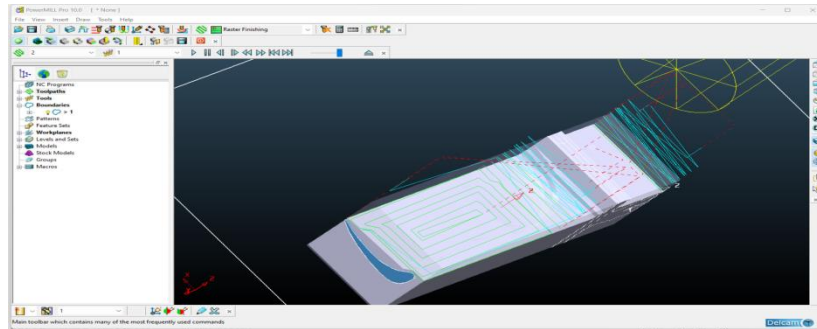 PowerMILL Pro 10.0 [ * None ]
File View Insert Draw Tools Help
Raster Finishing
2 1
NC Programs
Toolpaths
Tools
Boundaries
> 1
Patterns
Feature Sets
Workplanes
Levels and Sets
Models
Stock Models
Groups
Macros
Z
2
1
1
Main toolbar which contains many of the most frequently used commands
Delcam